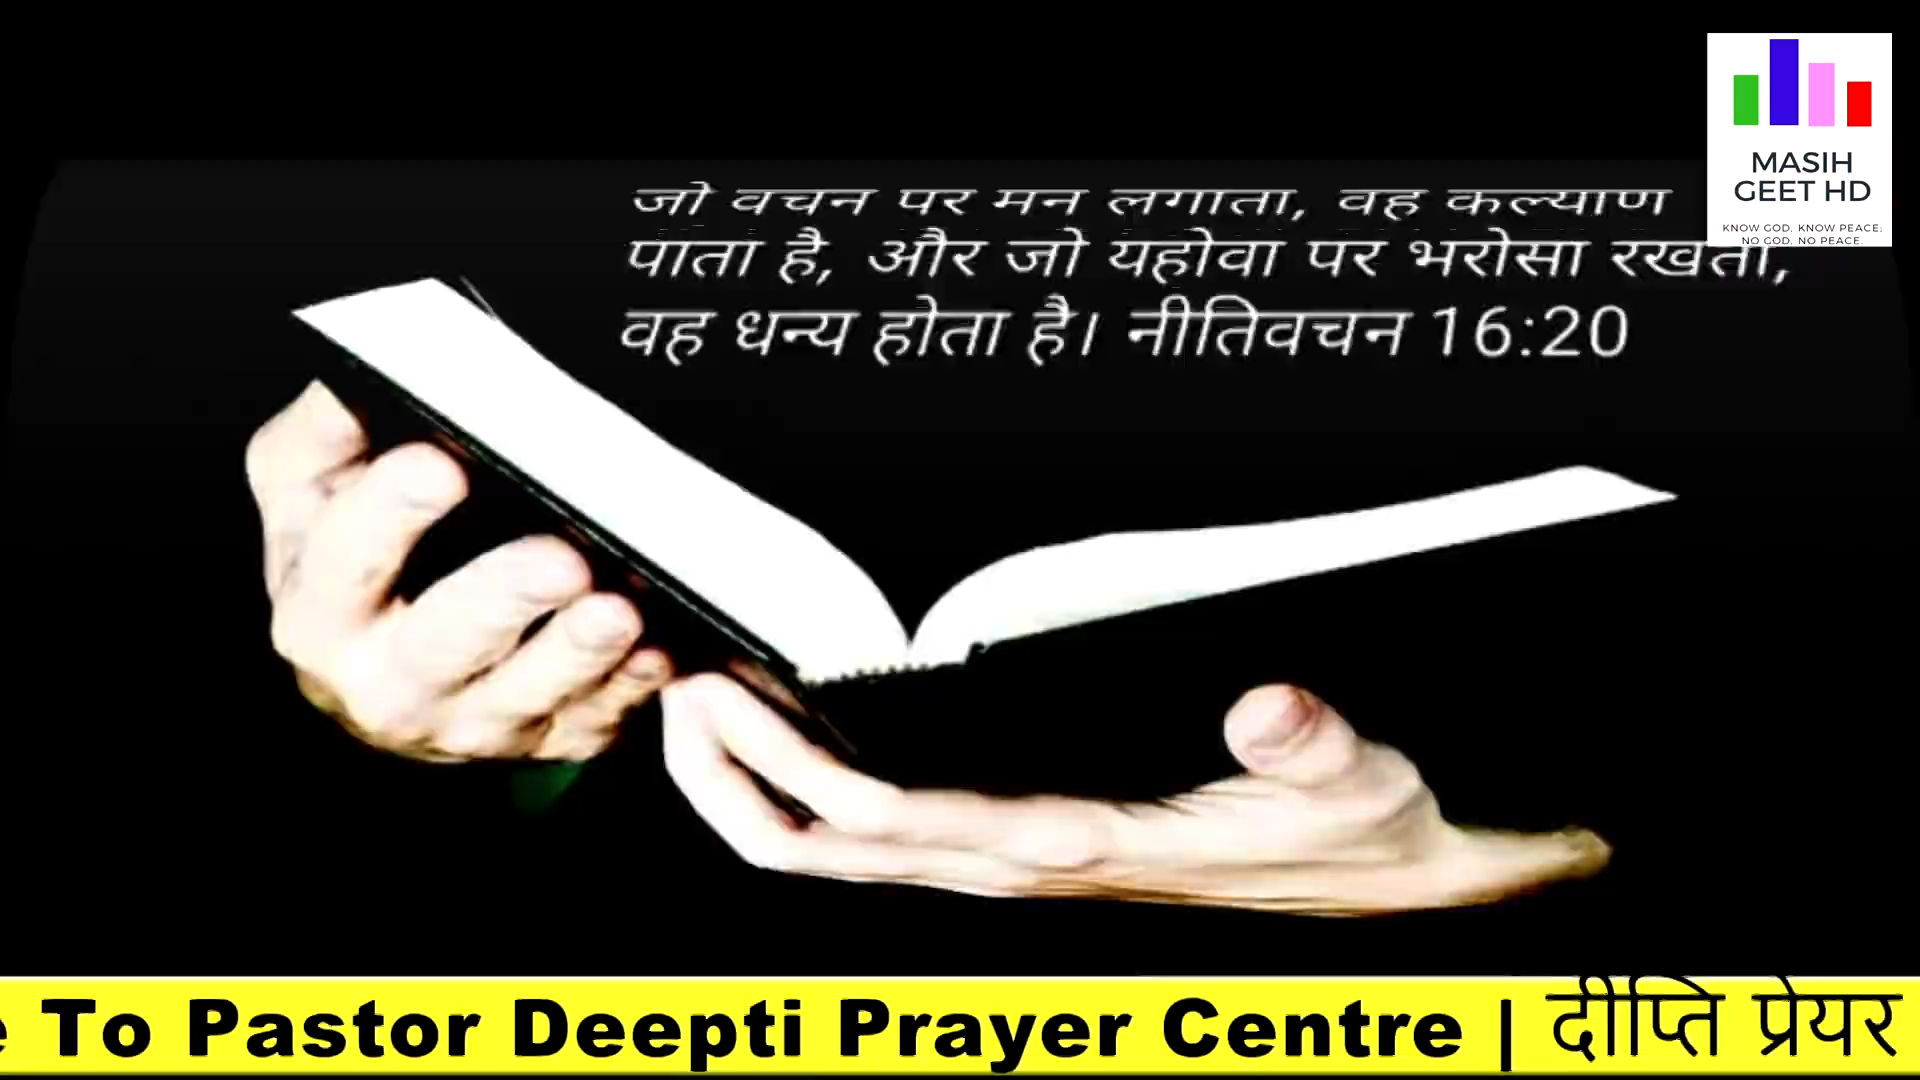 जो वचन पर मन लगाता, वह कल्याण
पाता है, और जो यहोवा पर भरोसा रखता,
वह धन्य होता है। नीतिवचन 16:20
MASIH
GEET HD
KNOW GOD, KNOW PEACE;
NO GOD, NO PEACE.
To Pastor Deepti Prayer Centre | दीप्ति प्रेयर